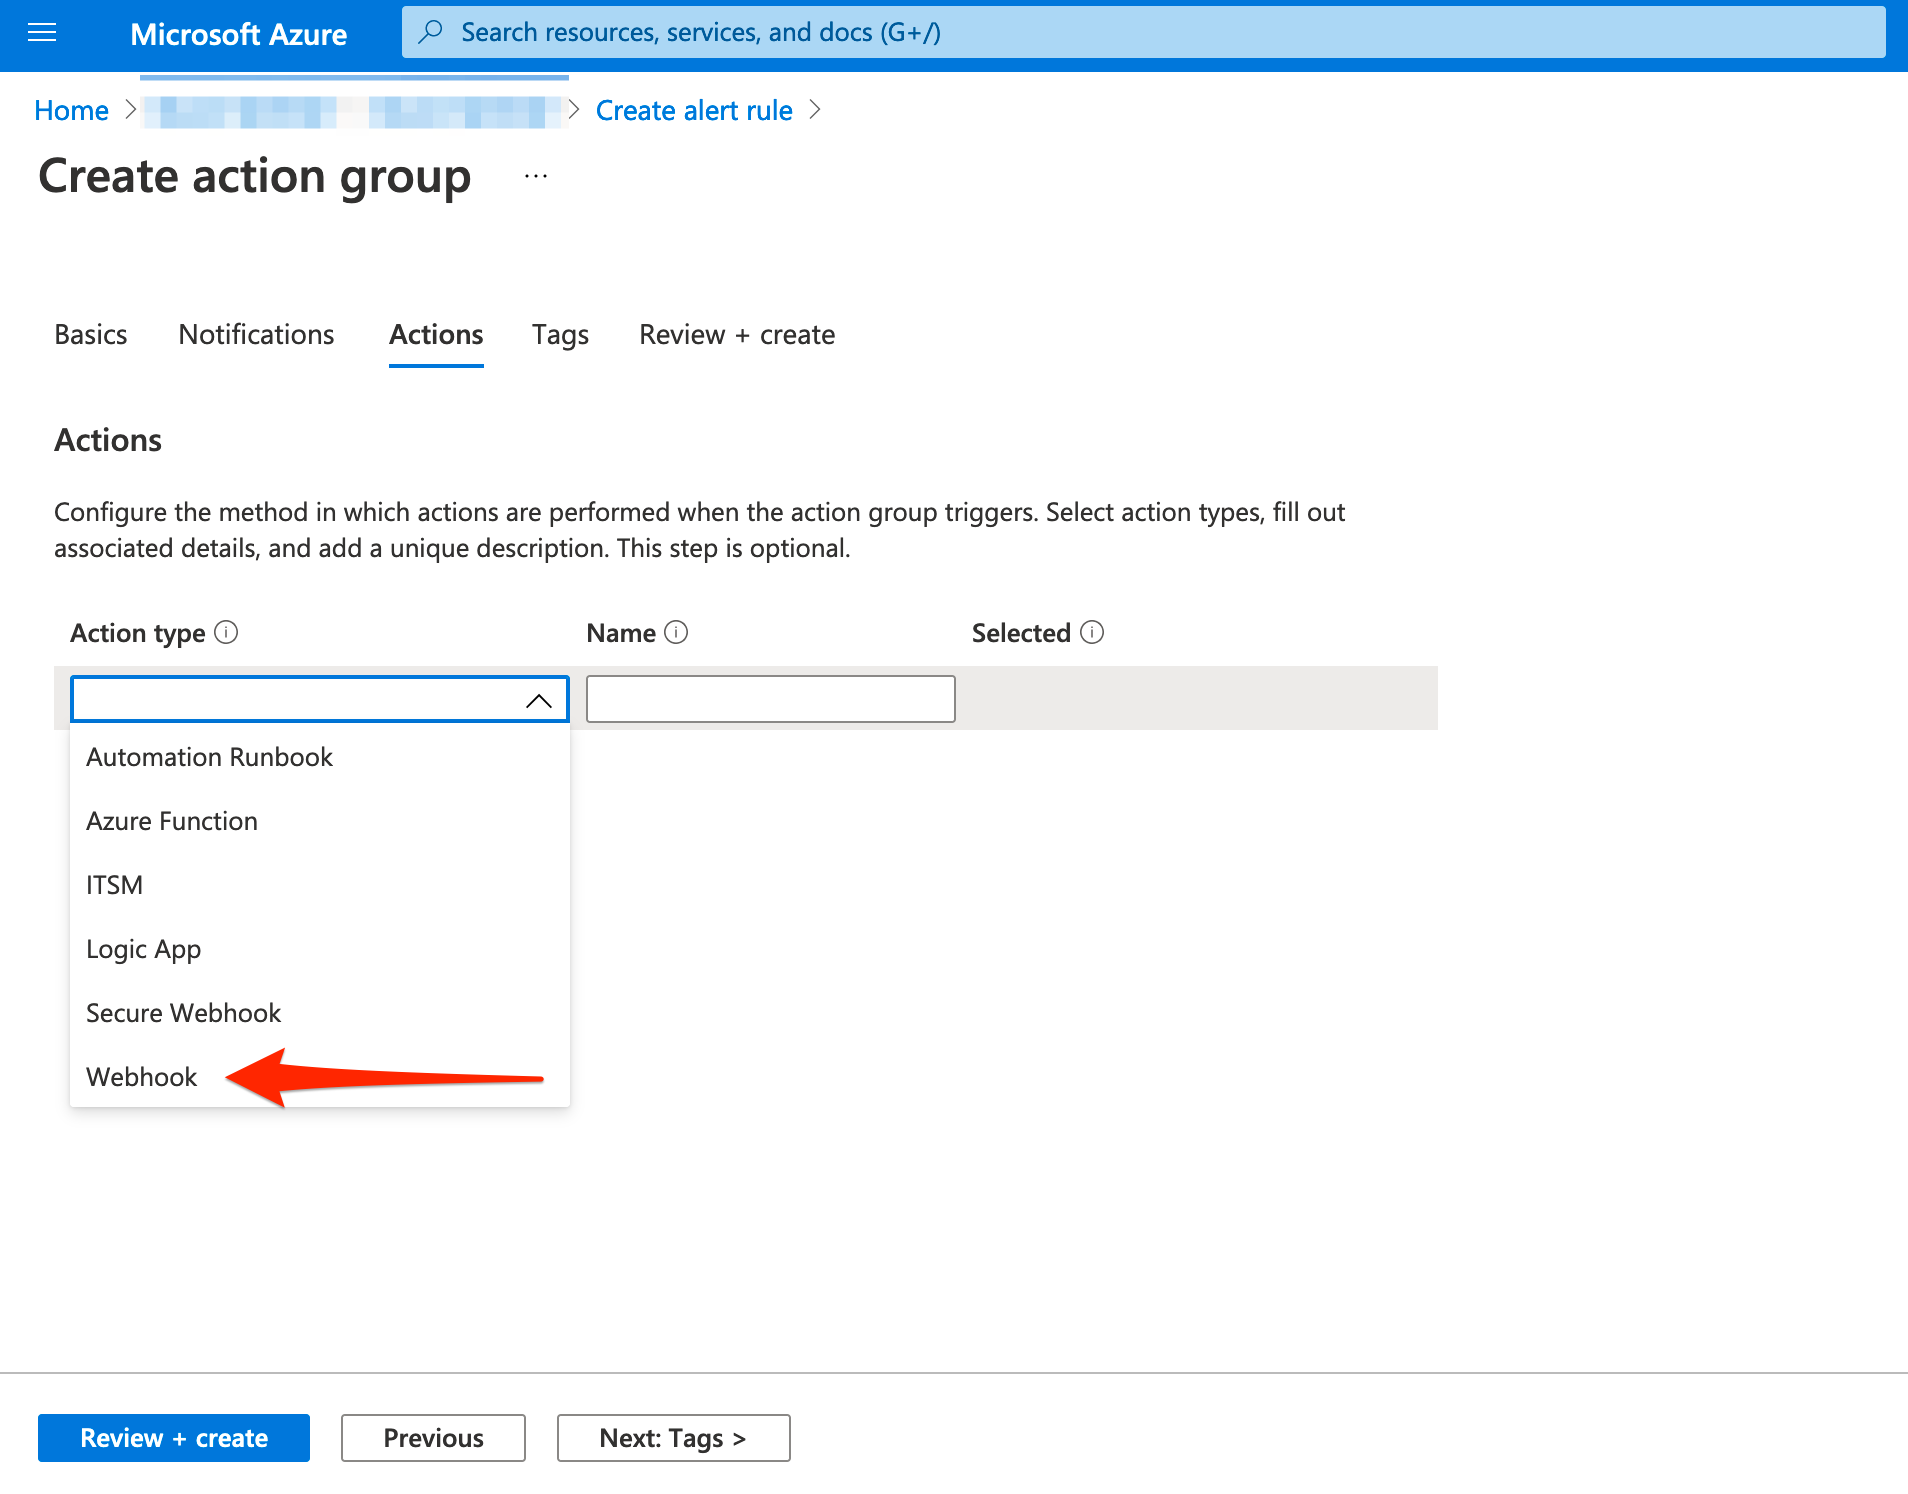 Microsoft Azure
Search resources, services, and docs (G+/)
Home
Create alert rule
Create action group
Basics
Notifications
Actions
Tags
Review + create
Actions
Configure the method in which actions are performed when the action group triggers. Select action types, fill out
associated details, and add a unique description. This step is optional.
Action type
Name
Selected
Automation Runbook
Azure Function
ITSM
Logic App
Secure Webhook
Webhook
Review + create
Previous
Next: Tags >